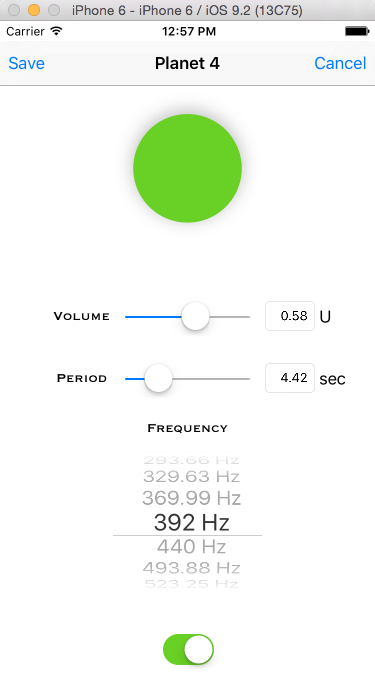 iPhone 6 - iPhone 6 / iOS 9.2 (13C75)
Carrier 12:57 PM
Save Planet 4 Cancel
Volume 0.58 U
Period 4.42 sec
Frequency
293.66 Hz
329.63 Hz
369.99 Hz
392 Hz
440 Hz
493.88 Hz
523.25 Hz